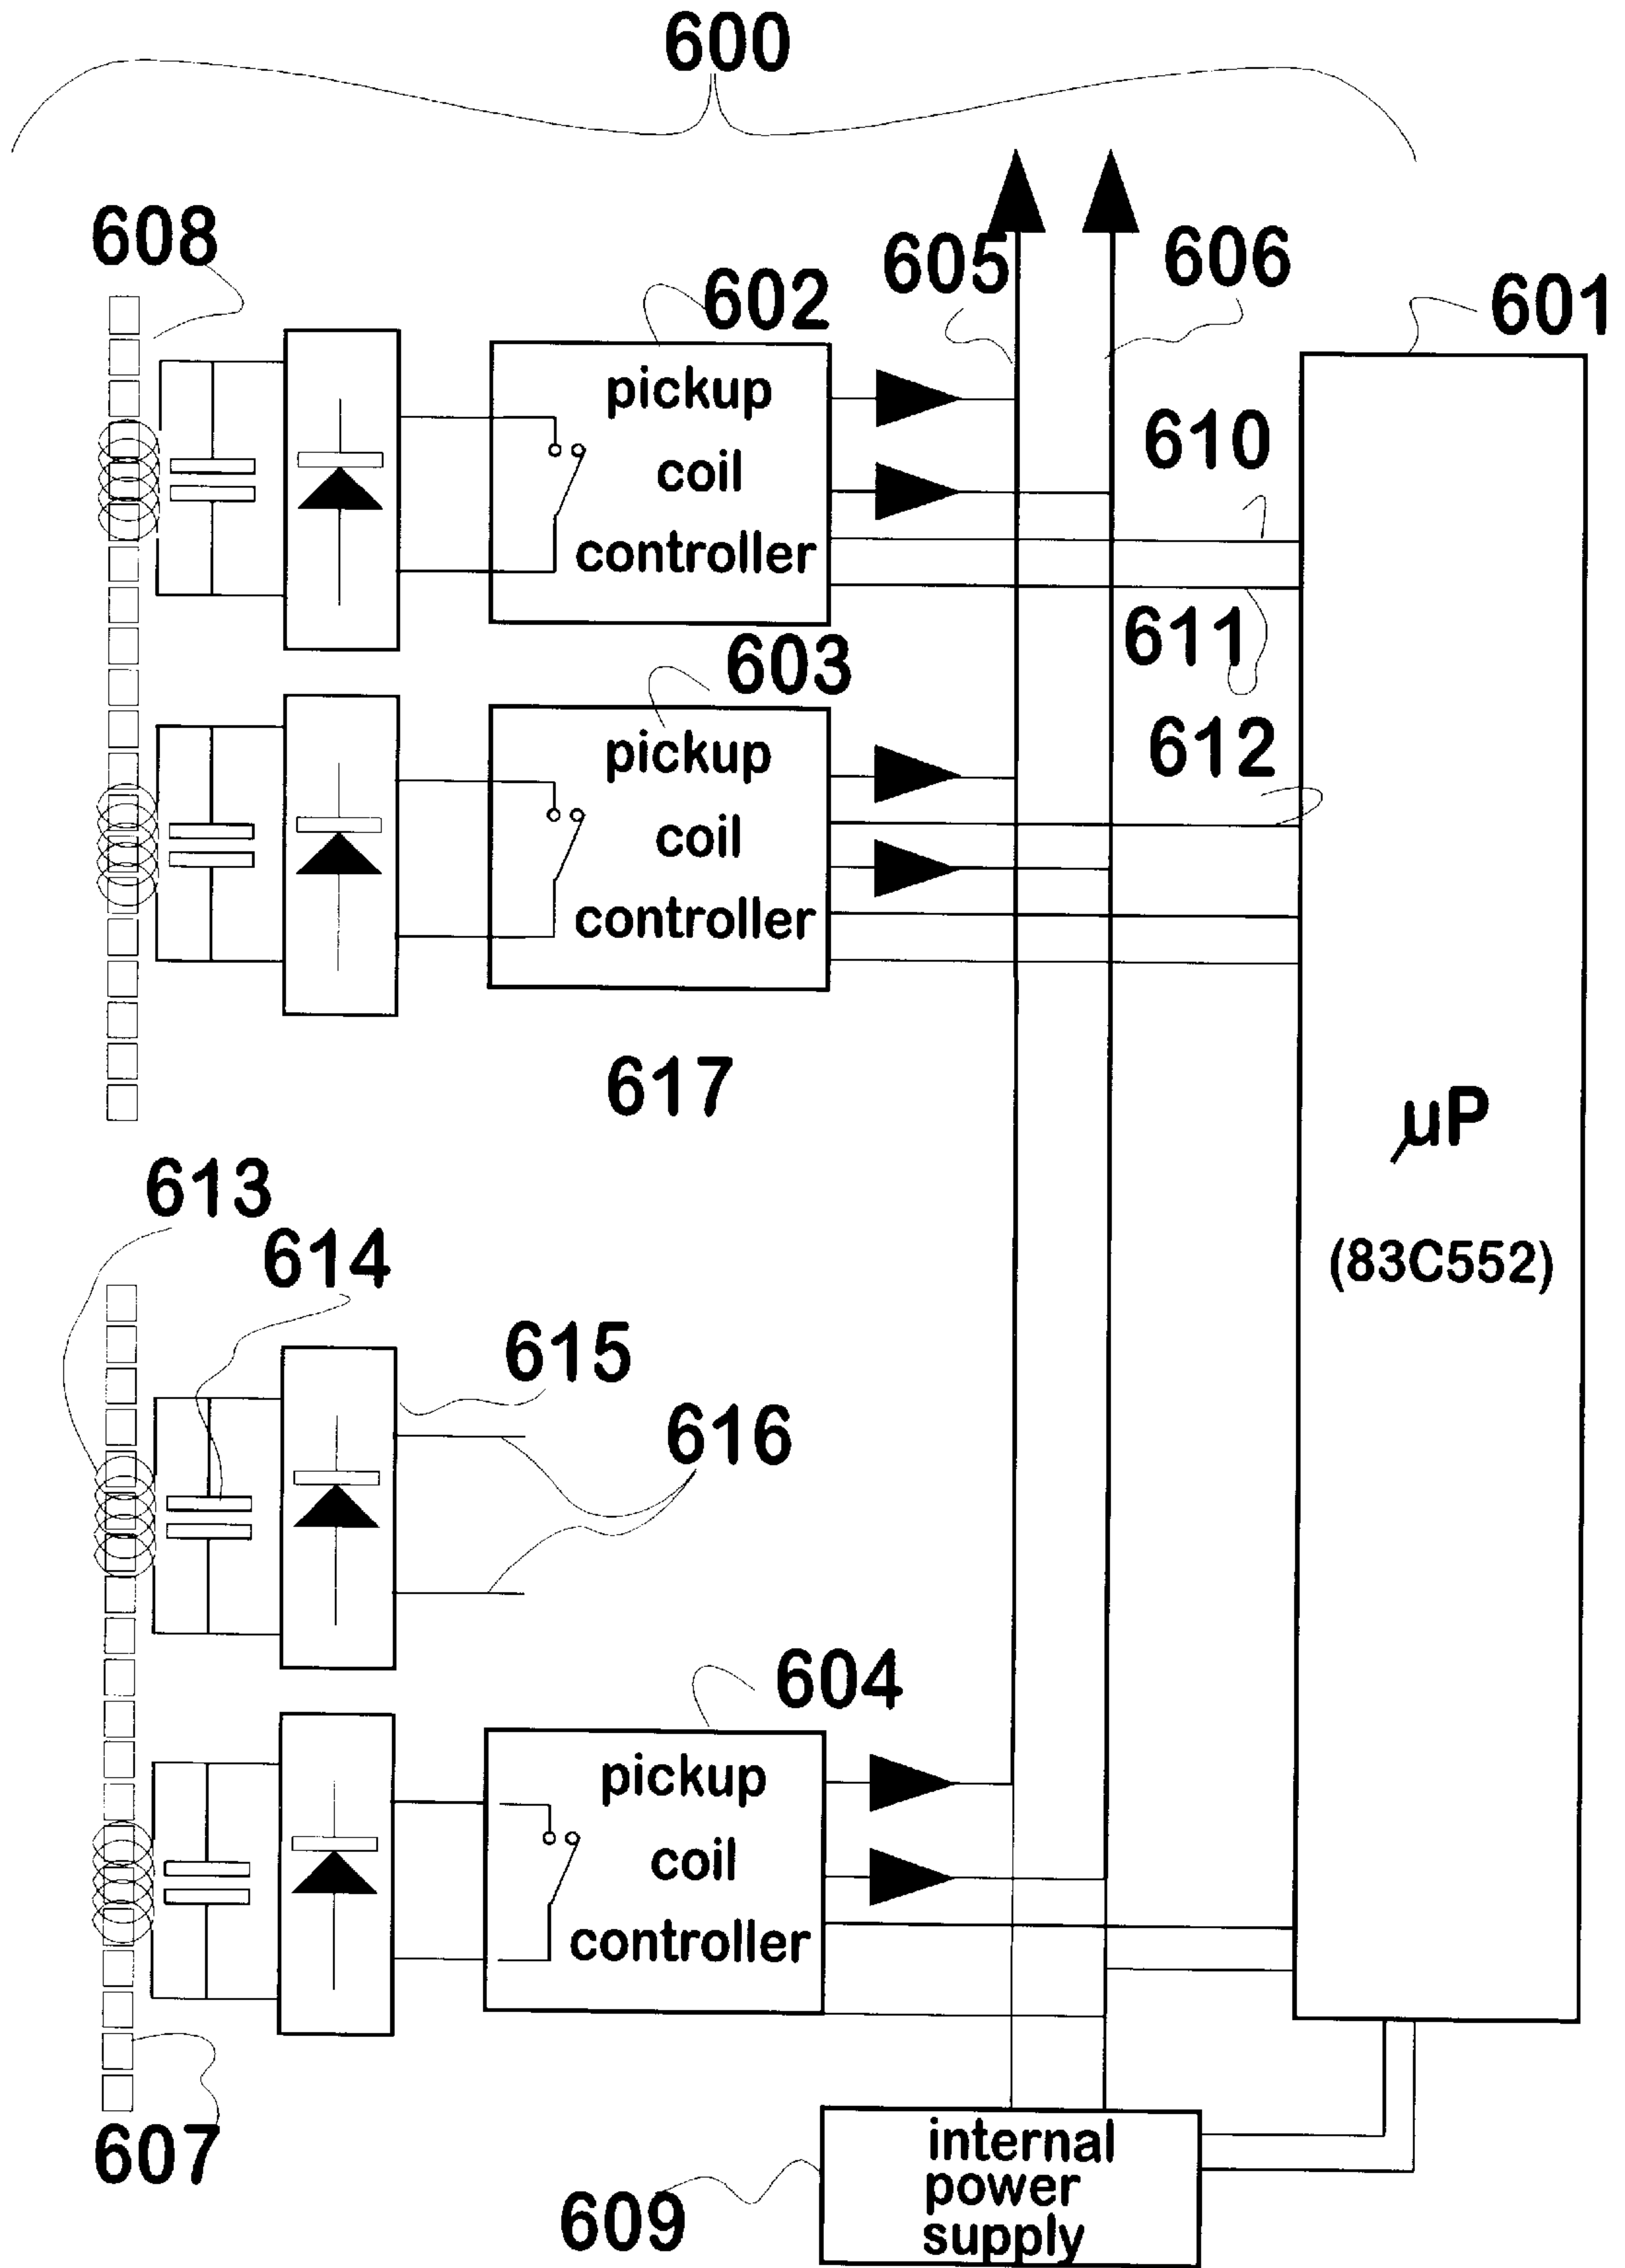 600
608
602
605
606
601
pickup
coil
controller
610
611
603
pickup
coil
controller
612
617
µP
(83C552)
613
614
615
616
604
pickup
coil
controller
607
609
internal
power
supply